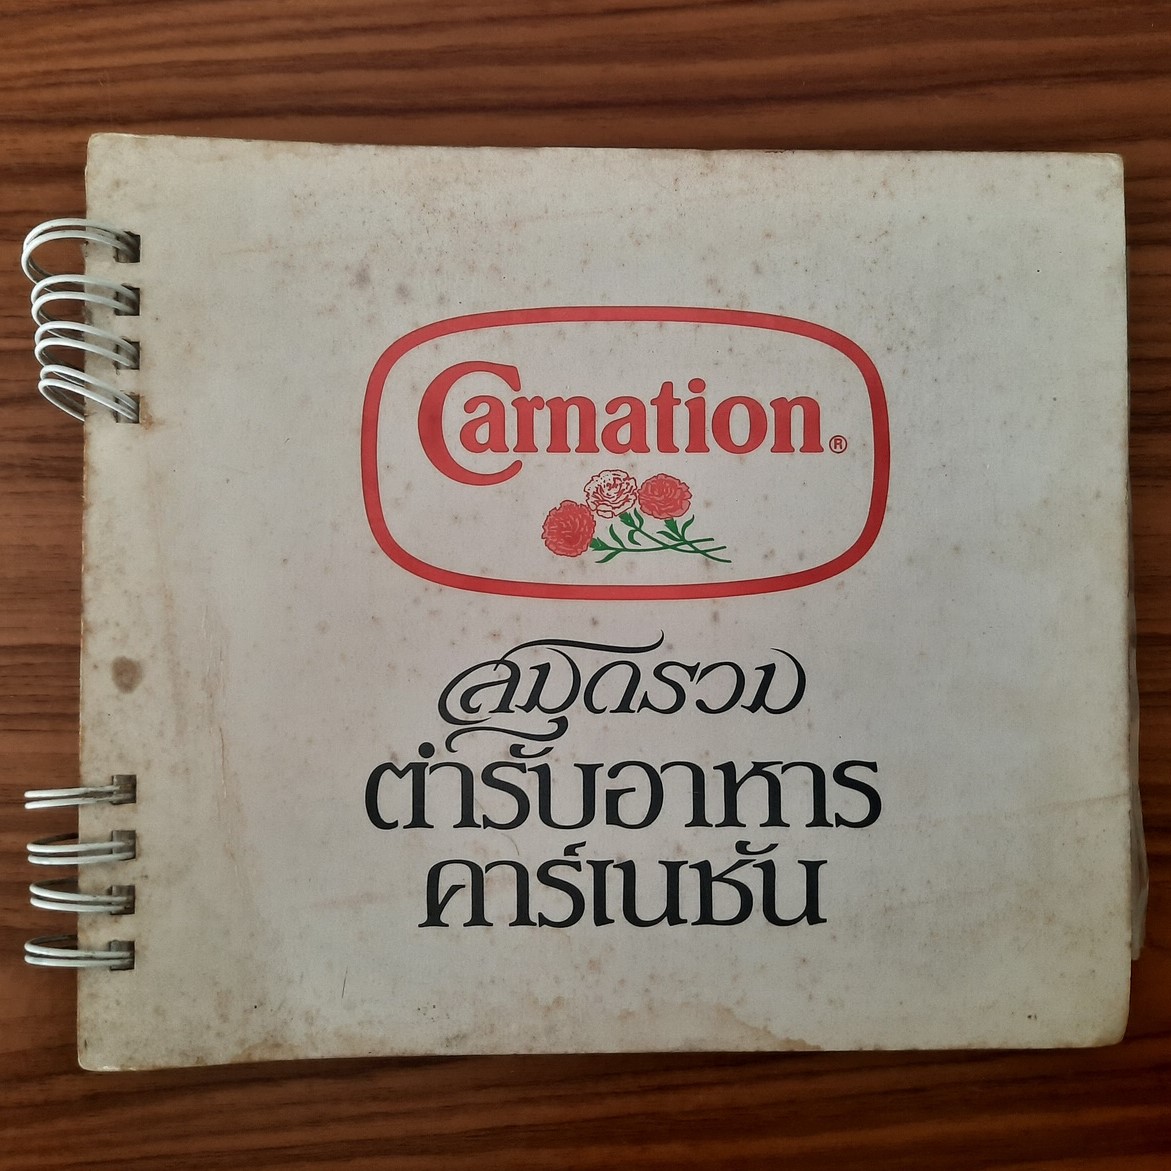 Carnation®
สมุดรวม
ตำรับอาหาร
คาร์เนชัน